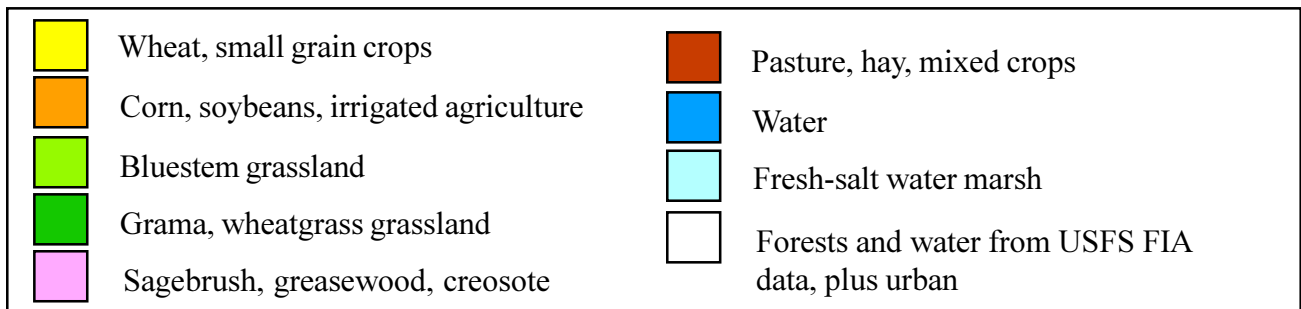 Wheat, small grain crops
Corn, soybeans, irrigated agriculture
Bluestem grassland
Grama, wheatgrass grassland
Sagebrush, greasewood, creosote
Pasture, hay, mixed crops
Water
Fresh-salt water marsh
Forests and water from USFS FIA
data, plus urban